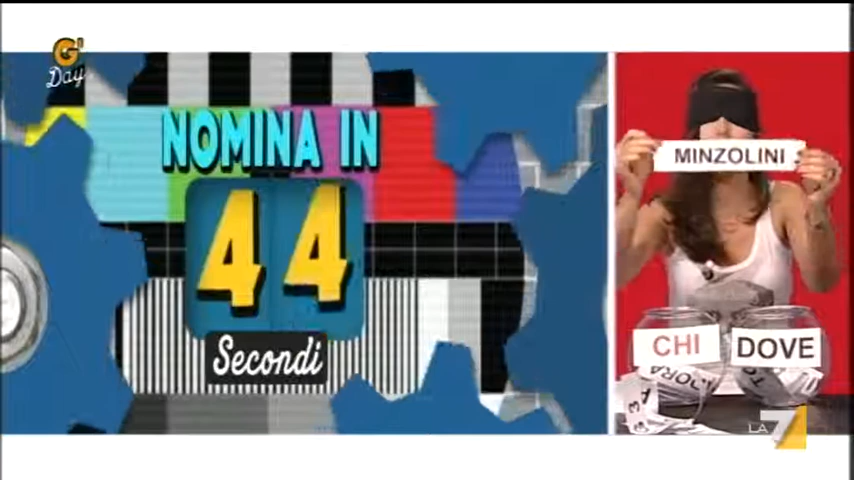 G'
Day
NOMINA IN
44
Secondi
MINZOLINI
CHI
DOVE
LA7